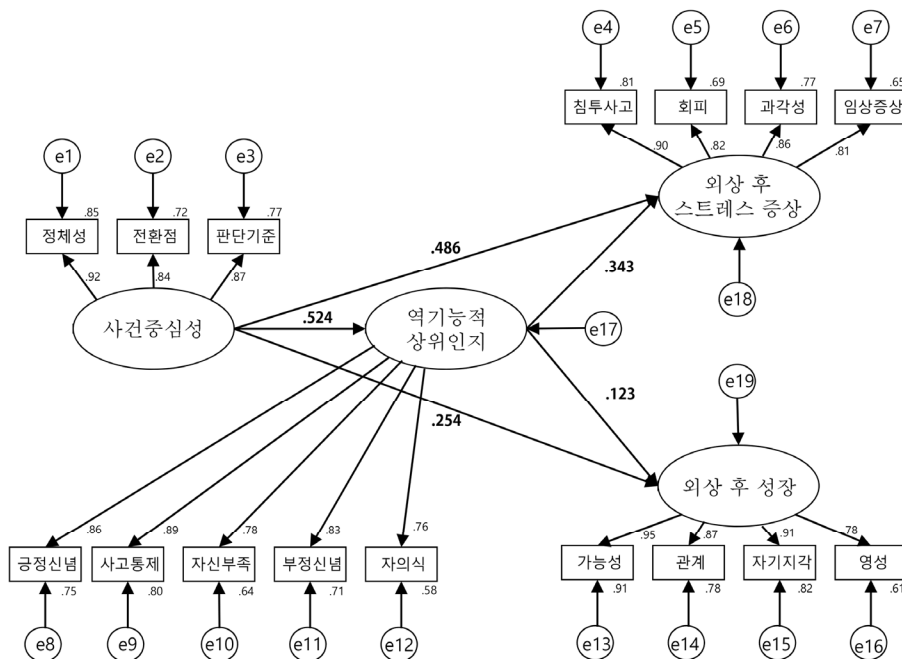 e4
e5
e6
e7
.81
.69
.77
.65
침투사고
회피
과각성
임상증상
.90
.82
.86
.81
e1
e2
e3
.85
.72
.77
정체성
전환점
판단기준
.92
.84
.87
외상 후
스트레스 증상
.486
.343
e18
사건중심성
.524
역기능적
상위인지
e17
.254
.123
e19
외상 후 성장
.86
.89
.78
.83
.76
긍정신념
사고통제
자신부족
부정신념
자의식
.75
.80
.64
.71
.58
e8
e9
e10
e11
e12
.95
.87
.91
.78
가능성
관계
자기지각
영성
.91
.78
.82
.61
e13
e14
e15
e16